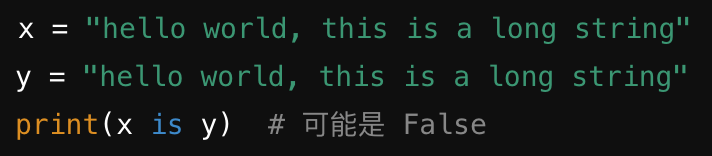 x = "hello world, this is a long string"
y = "hello world, this is a long string"
print(x is y)  # 可能是 False